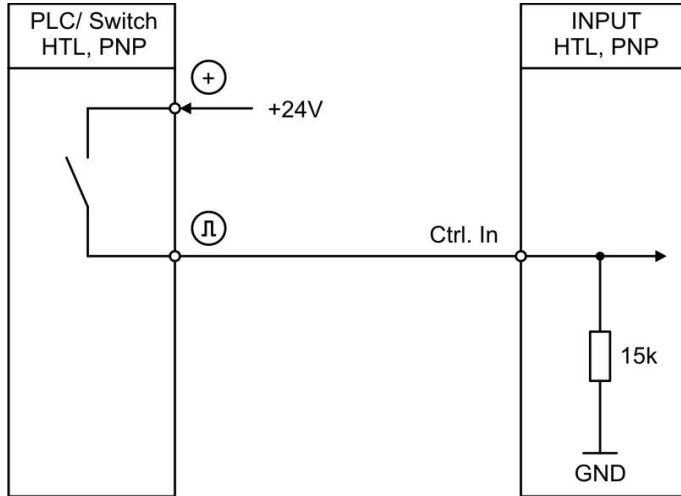 PLC/ Switch
HTL, PNP
INPUT
HTL, PNP
+
+24V
Ctrl. In
15k
GND